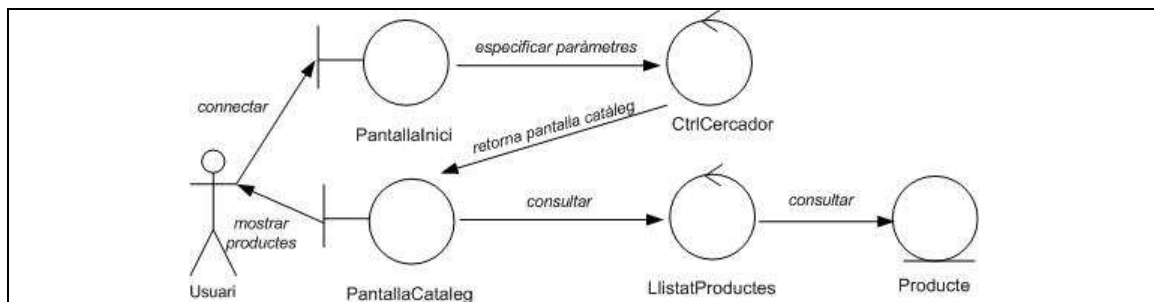 especificar paràmetres
connectar
PantallaInici
CtrlCercador
retorna pantalla catàleg
consultar
consultar
mostrar
productes
Usuari
PantallaCataleg
LlistatProductes
Producte